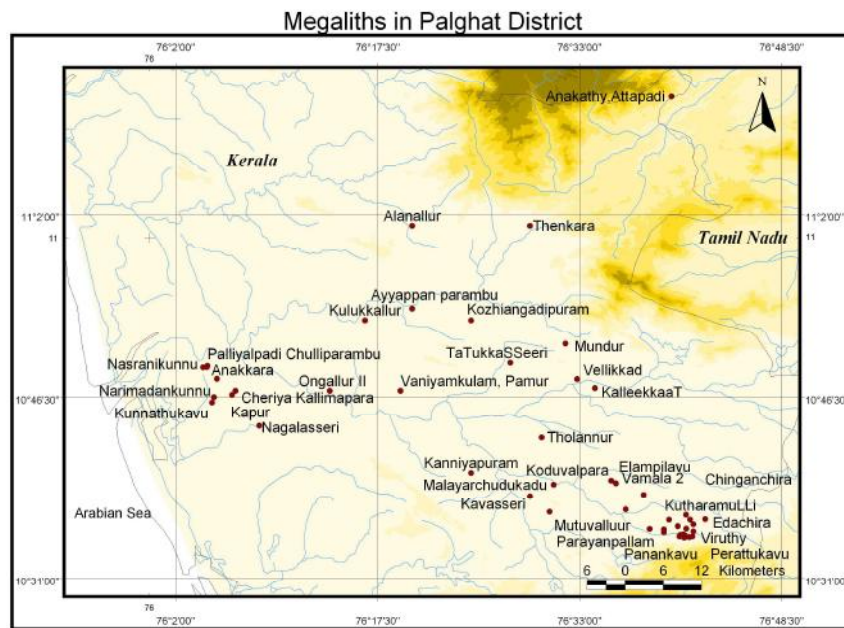 Megaliths in Palghat District
76°2'00" 76°17'30" 76°33'00" 76°48'30"
76
N
Anakathy,Attapadi
Kerala
11°2'00" 11°2'00"
Alanallur Thenkara
11 11
Tamil Nadu
Ayyappan parambu
Kulukkallur Kozhiangadipuram
Mundur
TaTukkaSSeeri
Palliyalpadi Chulliparambu
Nasranikunnu
Anakkara Vellikkad
Narimadankunnu Ongallur II Vaniyamkulam, Pamur KalleekkaaT
10°46'30" Cheriya Kallimapara 10°46'30"
Kunnathukavu Kapur
Nagalasseri
Tholannur
Kanniyapuram Koduvalpara Elampilavu
Malayarchudukadu Vamala 2 Chinganchira
Kavasseri KutharamuLLi
Arabian Sea Edachira
Mutuvalluur
Parayanpallam Viruthy
Panankavu Perattukavu
6 0 6 12 Kilometers
10°31'00" 10°31'00"
76
76°2'00" 76°17'30" 76°33'00" 76°48'30"